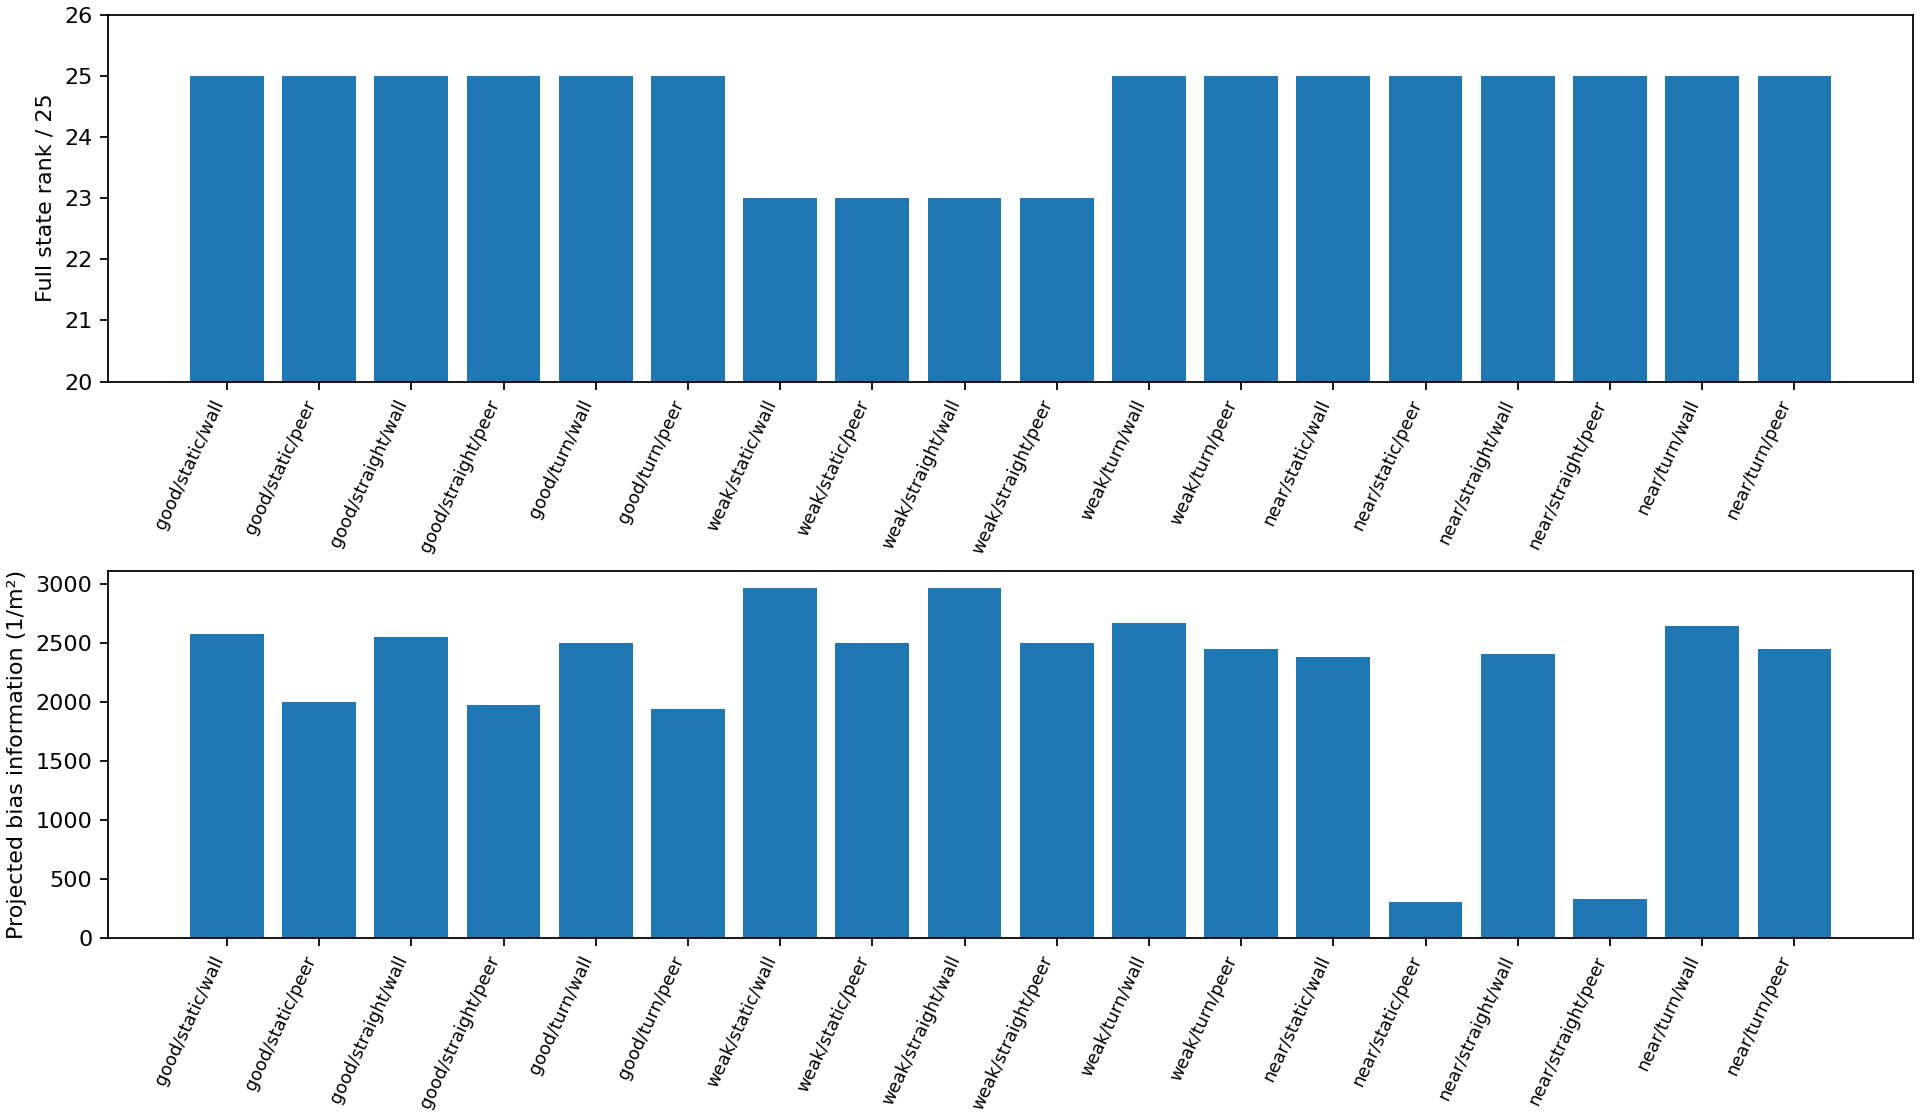 Full state rank / 25
26
25
24
23
22
21
20
good/static/wall
good/static/peer
good/straight/wall
good/straight/peer
good/turn/wall
good/turn/peer
weak/static/wall
weak/static/peer
weak/straight/wall
weak/straight/peer
weak/turn/wall
weak/turn/peer
near/static/wall
near/static/peer
near/straight/wall
near/straight/peer
near/turn/wall
near/turn/peer
Projected bias information (1/m²)
3000
2500
2000
1500
1000
500
0
good/static/wall
good/static/peer
good/straight/wall
good/straight/peer
good/turn/wall
good/turn/peer
weak/static/wall
weak/static/peer
weak/straight/wall
weak/straight/peer
weak/turn/wall
weak/turn/peer
near/static/wall
near/static/peer
near/straight/wall
near/straight/peer
near/turn/wall
near/turn/peer